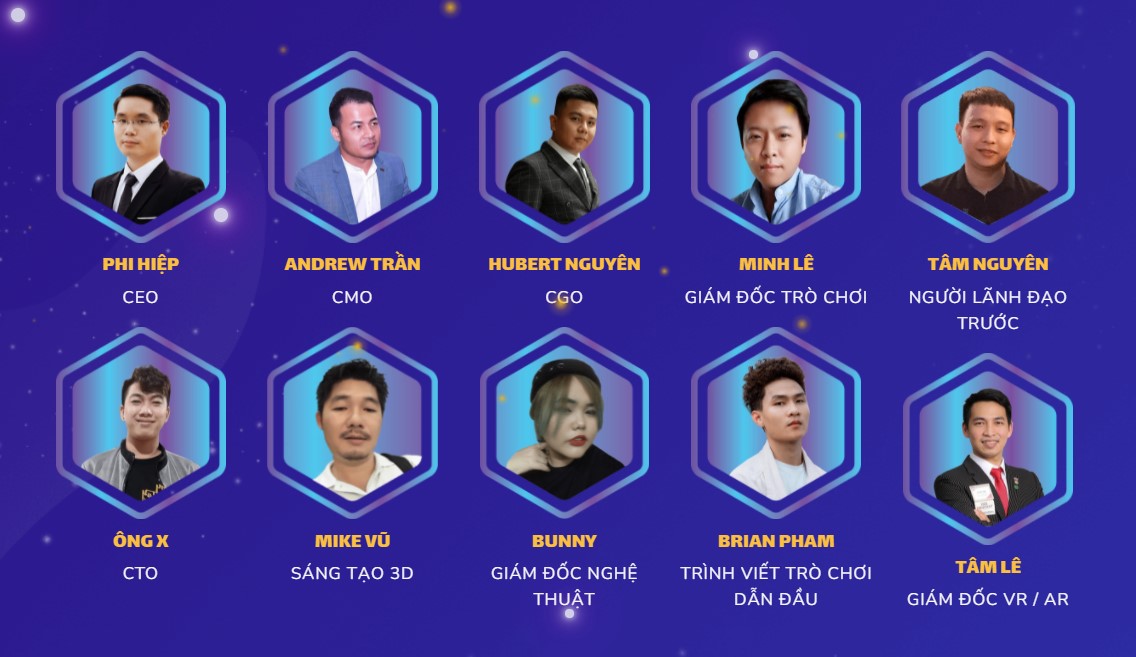 PHI HIỆP
CEO
ANDREW TRẦN
CMO
HUBERT NGUYÊN
CGO
MINH LÊ
GIÁM ĐỐC TRÒ CHƠI
TÂM NGUYÊN
NGƯỜI LÃNH ĐẠO
TRƯỚC
ÔNG X
CTO
MIKE VŨ
SÁNG TẠO 3D
BUNNY
GIÁM ĐỐC NGHỆ
THUẬT
BRIAN PHAM
TRÌNH VIẾT TRÒ CHƠI
DẪN ĐẦU
TÂM LÊ
GIÁM ĐỐC VR / AR